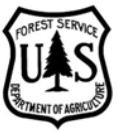 FOREST SERVICE
U S
DEPARTMENT OF AGRICULTURE